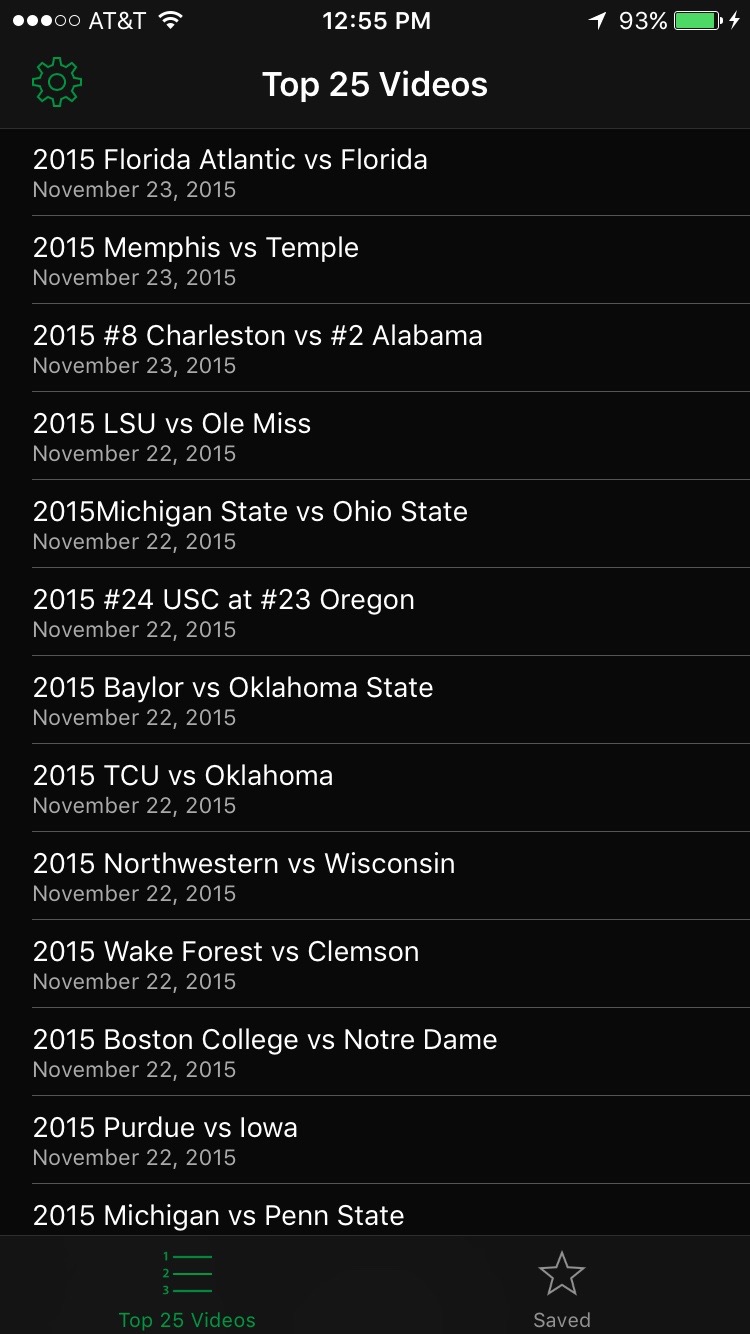 AT&T 12:55 PM 93%
Top 25 Videos
2015 Florida Atlantic vs Florida
November 23, 2015
2015 Memphis vs Temple
November 23, 2015
2015 #8 Charleston vs #2 Alabama
November 23, 2015
2015 LSU vs Ole Miss
November 22, 2015
2015Michigan State vs Ohio State
November 22, 2015
2015 #24 USC at #23 Oregon
November 22, 2015
2015 Baylor vs Oklahoma State
November 22, 2015
2015 TCU vs Oklahoma
November 22, 2015
2015 Northwestern vs Wisconsin
November 22, 2015
2015 Wake Forest vs Clemson
November 22, 2015
2015 Boston College vs Notre Dame
November 22, 2015
2015 Purdue vs Iowa
November 22, 2015
2015 Michigan vs Penn State
1
2
3
Top 25 Videos Saved